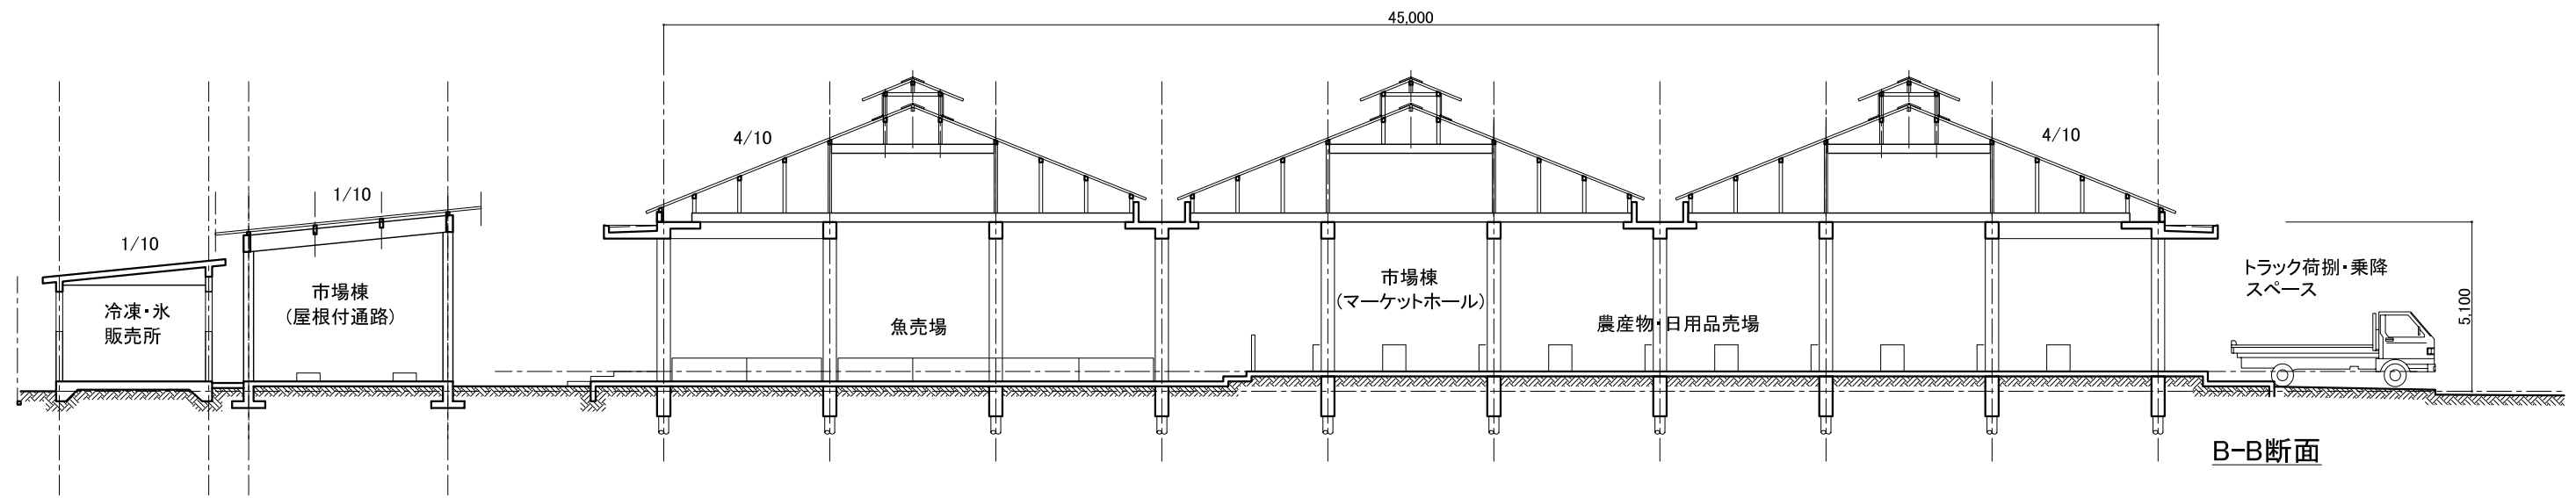 45,000
4/10
4/10
1/10
1/10
冷凍・氷
販売所
市場棟
(屋根付通路)
魚売場
市場棟
(マーケットホール)
農産物・日用品売場
トラック荷捌・乗降
スペース
5,100
B-B断面